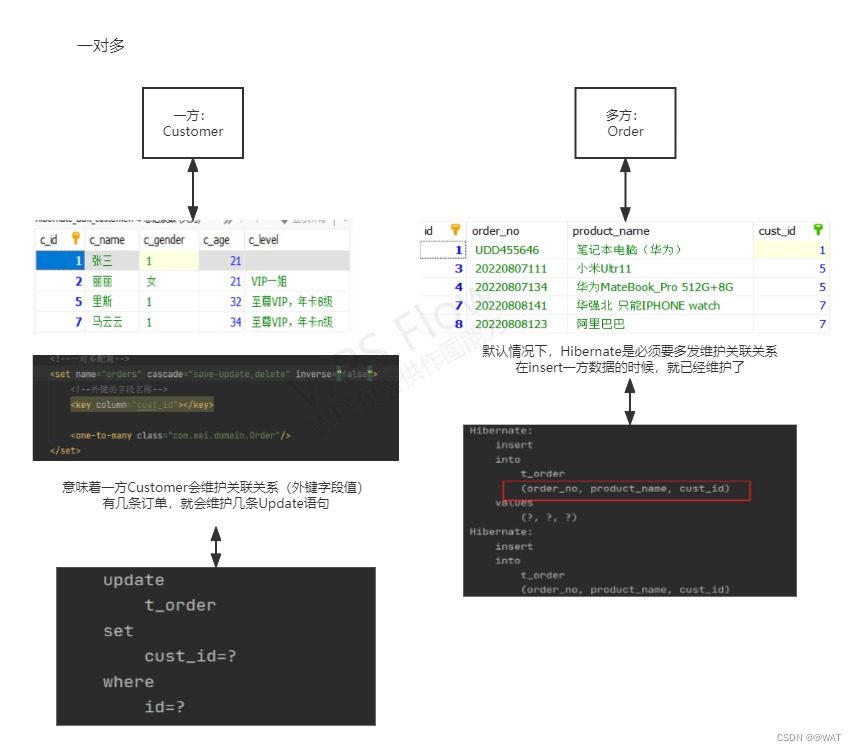 一对多
一方:
Customer
c_id c_name c_gender c_age c_level
1 张三 1 21
2 丽丽 女 21 VIP一姐
5 里斯 1 32 至尊VIP，年卡8级
7 马云云 1 34 至尊VIP，年卡n级
<!--一对多配置-->
<set name="orders" cascade="save-update,delete" inverse="false">
<!--外键的字段名称-->
<key column="cust_id"></key>
<one-to-many class="com.mei.domain.Order"/>
</set>
意味着一方Customer会维护关联关系（外键字段值）
有几条订单，就会维护几条Update语句
update
t_order
set
cust_id=?
where
id=?
多方:
Order
id order_no product_name cust_id
1 UDD455646 笔记本电脑（华为） 1
3 20220807111 小米Ultr11 5
4 20220807134 华为MateBook_Pro 512G+8G 5
7 20220808141 华强北 只能IPHONE watch 7
8 20220808123 阿里巴巴 7
默认情况下，Hibernate是必须要多发维护关联关系
在insert一方数据的时候，就已经维护了
Hibernate:
insert
into
t_order
(order_no, product_name, cust_id)
values
(?, ?, ?)
Hibernate:
insert
into
t_order
(order_no, product_name, cust_id)
WPS Flow
CSDN @@WAT